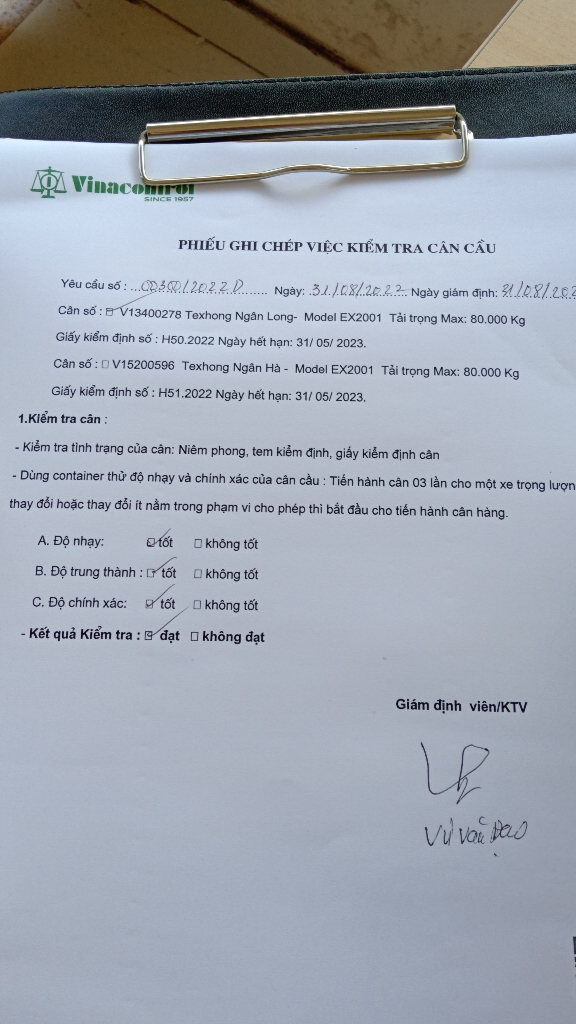 Vinacontrol
SINCE 1957
PHIẾU GHI CHÉP VIỆC KIỂM TRA CÂN CẦU
Yêu cầu số : ... /2022 D ....... Ngày: 31/08/2022 Ngày giám định: 31/08/202
Cân số : ☑ V13400278 Texhong Ngân Long- Model EX2001 Tải trọng Max: 80.000 Kg
Giấy kiểm định số : H50.2022 Ngày hết hạn: 31/ 05/ 2023.
Cân số : ☐ V15200596 Texhong Ngân Hà - Model EX2001 Tải trọng Max: 80.000 Kg
Giấy kiểm định số : H51.2022 Ngày hết hạn: 31/ 05/ 2023.
1.Kiểm tra cân :
- Kiểm tra tình trạng của cân: Niêm phong, tem kiểm định, giấy kiểm định cân
- Dùng container thử độ nhạy và chính xác của cân cầu : Tiến hành cân 03 lần cho một xe trọng lượn
thay đổi hoặc thay đổi ít nằm trong phạm vi cho phép thì bắt đầu cho tiến hành cân hàng.
A. Độ nhạy: ☑ tốt ☐ không tốt
B. Độ trung thành : ☑ tốt ☐ không tốt
C. Độ chính xác: ☑ tốt ☐ không tốt
- Kết quả Kiểm tra : ☑ đạt ☐ không đạt
Giám định viên/KTV
Vũ Văn